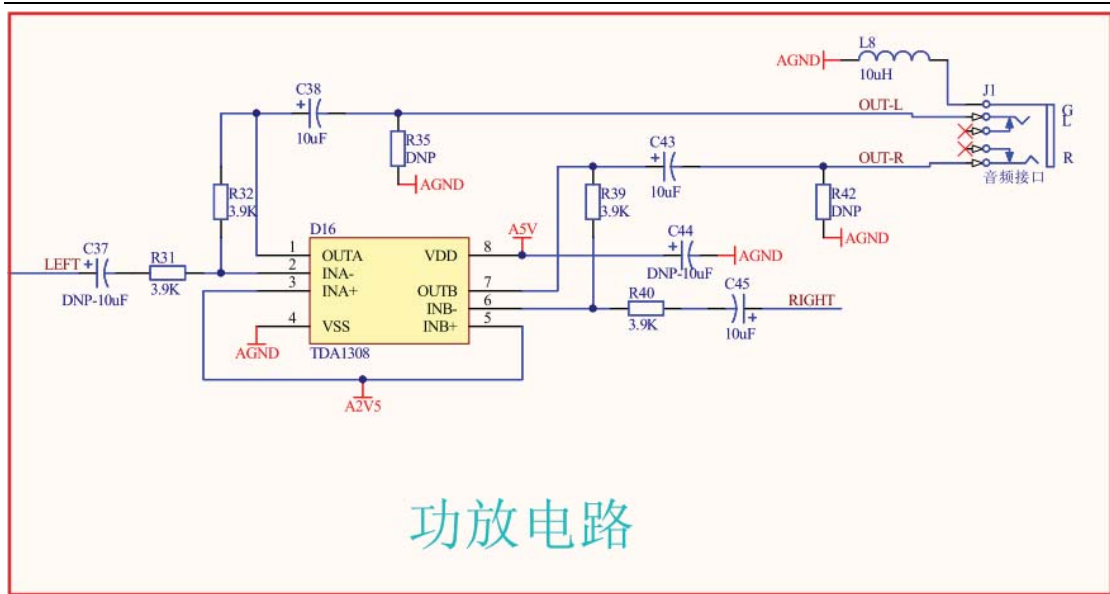 L8
AGND
10uH
C38
+
10uF
J1
OUT-L
G
L
R35
DNP
AGND
C43
+
10uF
OUT-R
R
音频接口
R32
3.9K
R39
3.9K
R42
DNP
AGND
D16
A5V
C44
+
AGND
DNP-10uF
LEFT
C37
+
DNP-10uF
R31
3.9K
1
OUTA
VDD
8
2
INA-
3
INA+
OUTB
7
INB-
6
4
VSS
INB+
5
AGND
TDA1308
R40
3.9K
C45
+
10uF
RIGHT
A2V5
功放电路